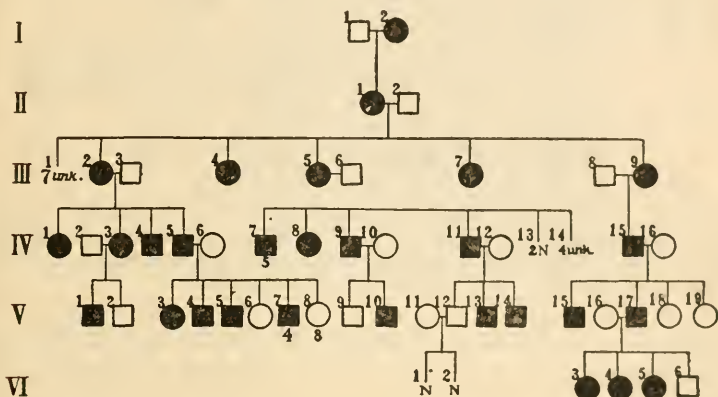 I 1 2
II 1 2
III 1 7 unk. 2 3 4 5 6 7 8 9
IV 1 2 3 4 5 6 7 8 9 10 11 12 13 14 15 16
5 2N 4 unk.
V 1 2 3 4 5 6 7 8 9 10 11 12 13 14 15 16 17 18 19
4 8
VI 1 2 3 4 5 6
N N